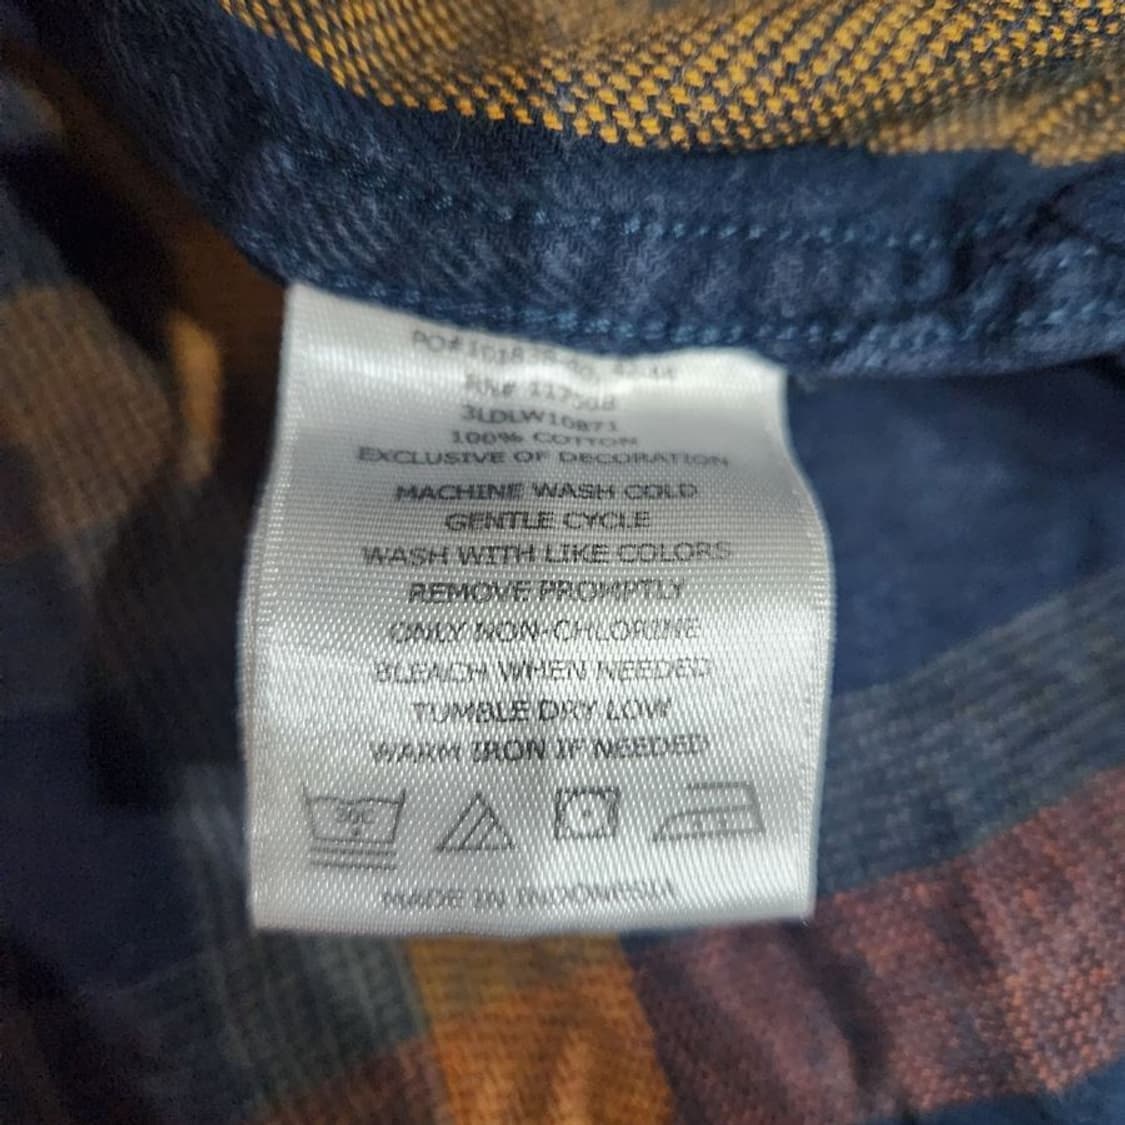 3LDLW10871
100% COTTON
EXCLUSIVE OF DECORATION
MACHINE WASH COLD
GENTLE CYCLE
WASH WITH LIKE COLORS
REMOVE PROMPTLY
ONLY NON-CHLORINE
BLEACH WHEN NEEDED
TUMBLE DRY LOW
WARM IRON IF NEEDED
30C
MADE IN INDONESIA